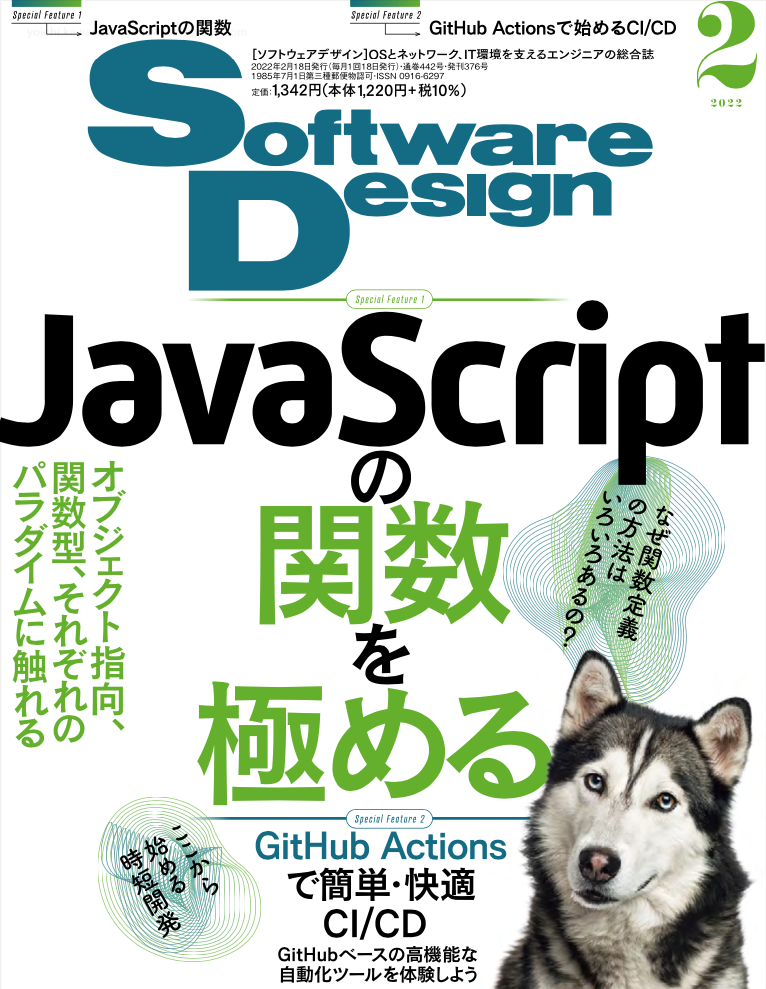 Special Feature 1
JavaScriptの関数
Special Feature 2
GitHub Actionsで始めるCI/CD
2
2022
[ソフトウェアデザイン]OSとネットワーク、IT環境を支えるエンジニアの総合誌
2022年2月18日発行(毎月1回18日発行)・通巻442号・発刊376号
1985年7月1日第三種郵便物認可・ISSN 0916-6297
定価:1,342円(本体1,220円+税10%)
Software
Design
Special Feature 1
JavaScript
の
関数
を
極める
オブジェクト指向、
関数型、それぞれの
パラダイムに触れる
なぜ関数定義
の方法は
いろいろあるの?
Special Feature 2
GitHub Actions
で簡単・快適
CI/CD
GitHubベースの高機能な
自動化ツールを体験しよう
ここから
始める
時短開発